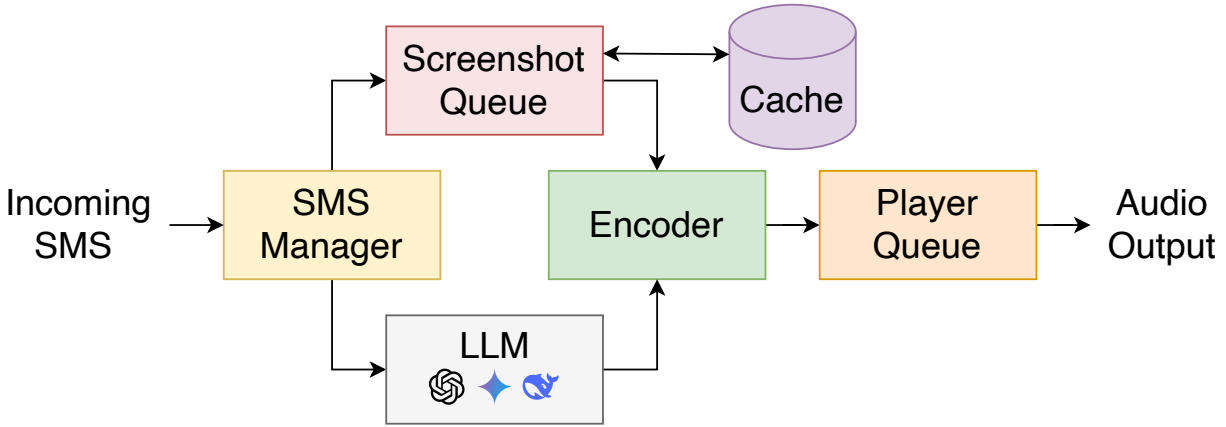 Incoming
SMS
SMS
Manager
Screenshot
Queue
Cache
LLM
Encoder
Player
Queue
Audio
Output